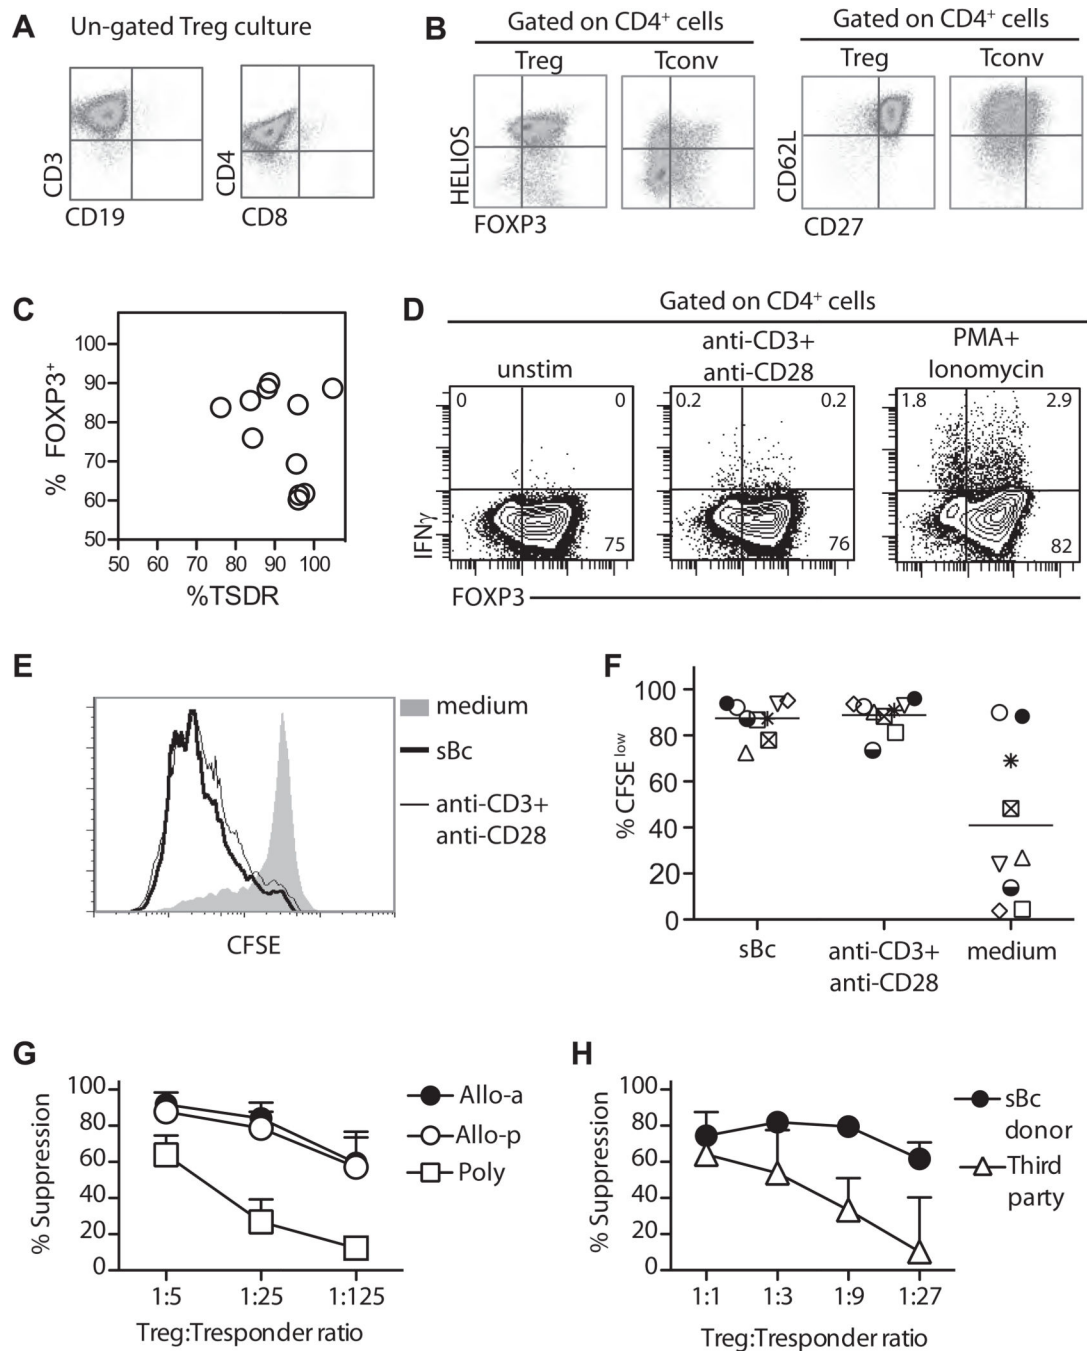 A Un-gated Treg culture
CD3
CD19
CD4
CD8
B Gated on CD4+ cells
Treg Tconv
HELIOS
FOXP3
Gated on CD4+ cells
Treg Tconv
CD62L
CD27
C
% FOXP3+
100
90
80
70
60
50
50 60 70 80 90 100
%TSDR
D Gated on CD4+ cells
unstim
anti-CD3+
anti-CD28
PMA+
Ionomycin
0 0
75
0.2 0.2
76
1.8 2.9
82
IFNγ
FOXP3
E
medium
sBc
anti-CD3+
anti-CD28
CFSE
F
% CFSElow
100
80
60
40
20
0
sBc
anti-CD3+
anti-CD28
medium
G
% Suppression
100
80
60
40
20
0
1:5 1:25 1:125
Treg:Tresponder ratio
Allo-a
Allo-p
Poly
H
% Suppression
100
80
60
40
20
0
1:1 1:3 1:9 1:27
Treg:Tresponder ratio
sBc
donor
Third
party